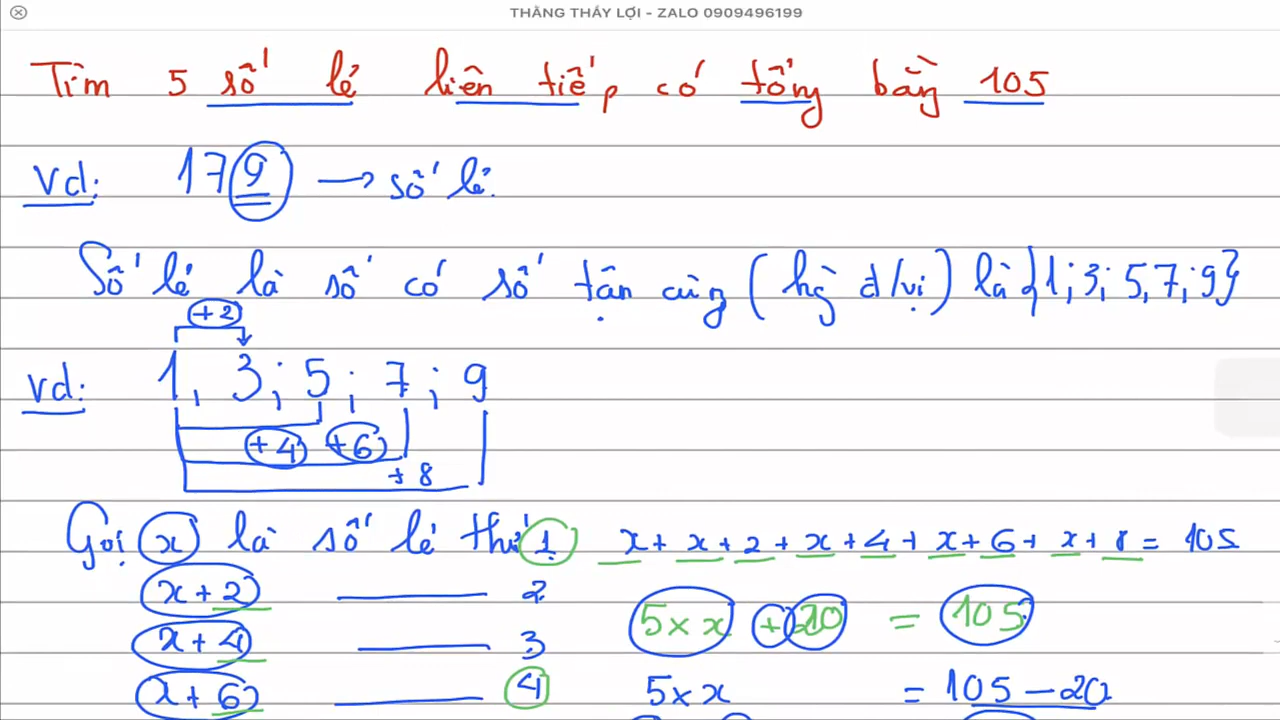 THẦNG THẦY LỢI - ZALO 0909496199
Tìm 5 số lẻ liên tiếp có tổng bằng 105
Vd: 179 → số lẻ.
Số lẻ là số có số tận cùng (hg đ/vị) là {1; 3; 5, 7; 9}
+2
Vd: 1, 3; 5; 7; 9
+4 +6
+8
Gọi x là số lẻ thứ 1 x + x + 2 + x + 4 + x + 6 + x + 8 = 105
x + 2 ——— 2
5 × x + 20 = 105
x + 4 ——— 3
x + 6 ——— 4 5 × x = 105 - 20